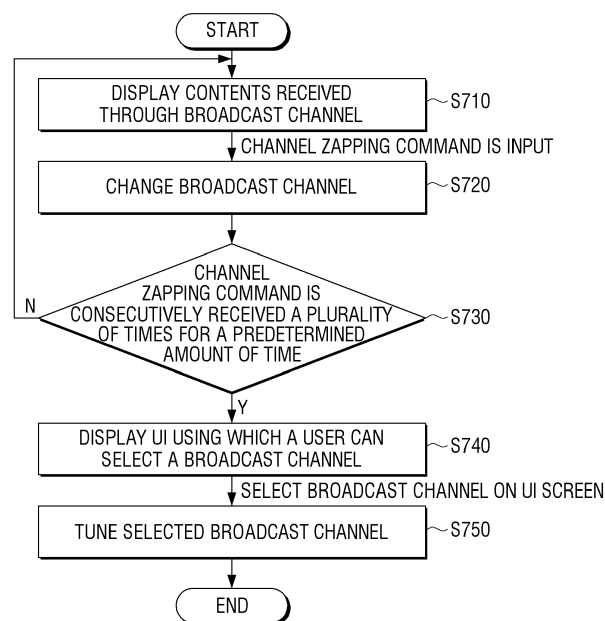 START
DISPLAY CONTENTS RECEIVED
THROUGH BROADCAST CHANNEL
S710
CHANNEL ZAPPING COMMAND IS INPUT
CHANGE BROADCAST CHANNEL
S720
CHANNEL
ZAPPING COMMAND IS
CONSECUTIVELY RECEIVED A PLURALITY
OF TIMES FOR A PREDETERMINED
AMOUNT OF TIME
S730
N
Y
DISPLAY UI USING WHICH A USER CAN
SELECT A BROADCAST CHANNEL
S740
SELECT BROADCAST CHANNEL ON UI SCREEN
TUNE SELECTED BROADCAST CHANNEL
S750
END